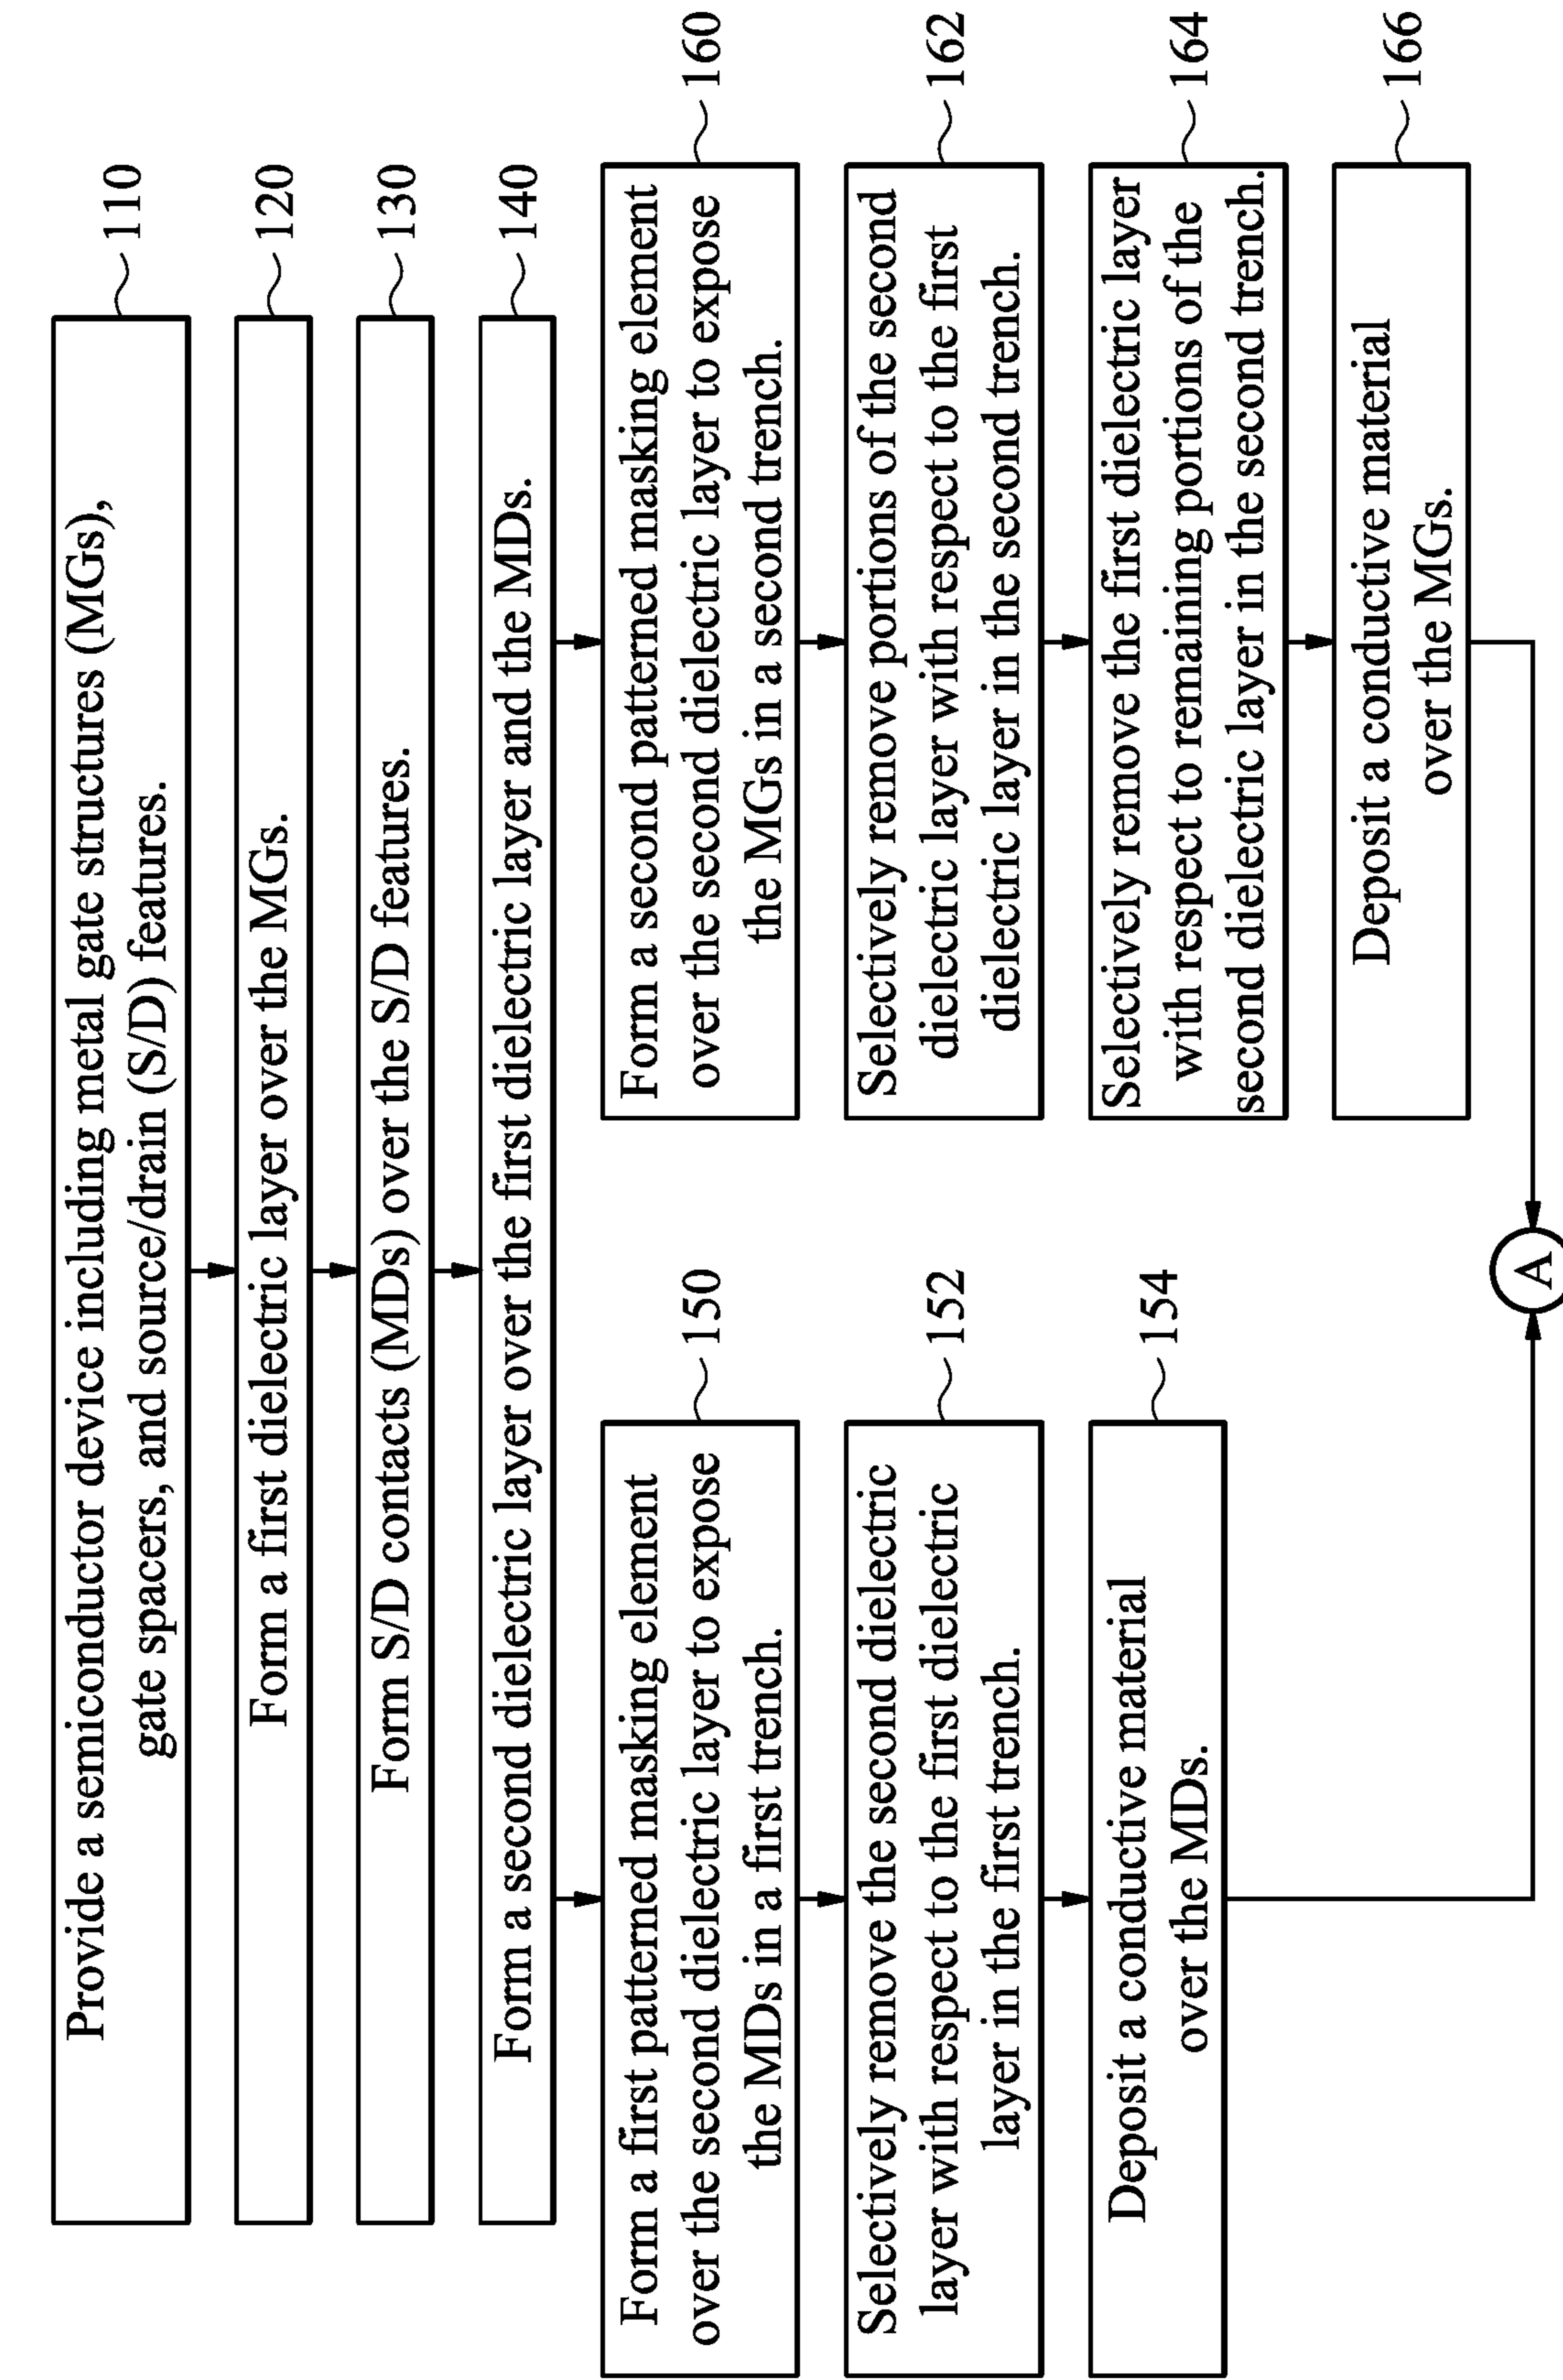 Provide a semiconductor device including metal gate structures (MGs),
gate spacers, and source/drain (S/D) features.
110
Form a first dielectric layer over the MGs.
120
Form S/D contacts (MDs) over the S/D features.
130
Form a second dielectric layer over the first dielectric layer and the MDs.
140
Form a first patterned masking element
over the second dielectric layer to expose
the MDs in a first trench.
150
Selectively remove the second dielectric
layer with respect to the first dielectric
layer in the first trench.
152
Deposit a conductive material
over the MDs.
154
Form a second patterned masking element
over the second dielectric layer to expose
the MGs in a second trench.
160
Selectively remove portions of the second
dielectric layer with respect to the first
dielectric layer in the second trench.
162
Selectively remove the first dielectric layer
with respect to remaining portions of the
second dielectric layer in the second trench.
164
Deposit a conductive material
over the MGs.
166
A